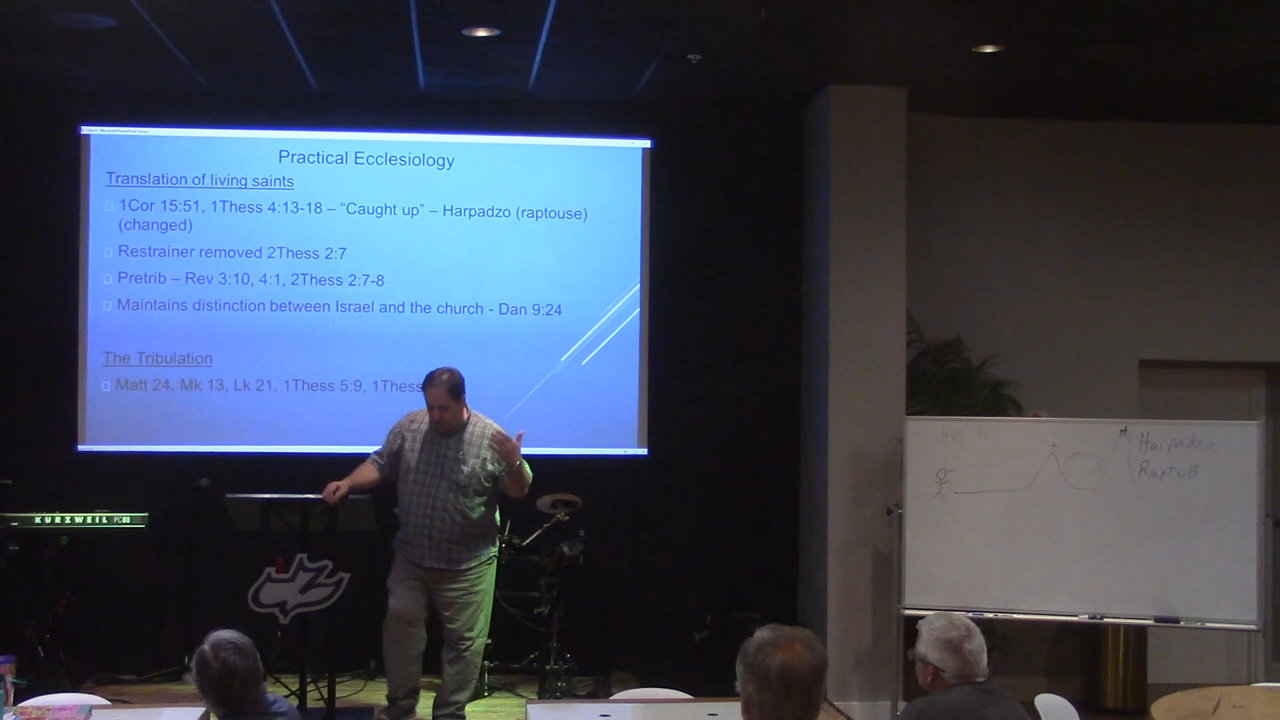 Practical Ecclesiology
Translation of living saints
1Cor 15:51, 1Thess 4:13-18 – “Caught up” – Harpadzo (raptouse)
(changed)
Restrainer removed 2Thess 2:7
Pretrib – Rev 3:10, 4:1, 2Thess 2:7-8
Maintains distinction between Israel and the church - Dan 9:24
The Tribulation
Matt 24, Mk 13, Lk 21, 1Thess 5:9, 1Thess
KURZWEIL PC88
Harpadzo